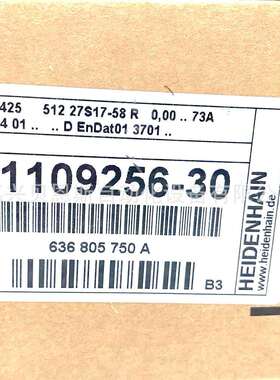 425 512 27S17-58 R 0,00 .. 73A
4 01 .. .. D EnDat01 3701 ..
1109256-30
636 805 750 A
B3
HEIDENHAIN
www.heidenhain.de